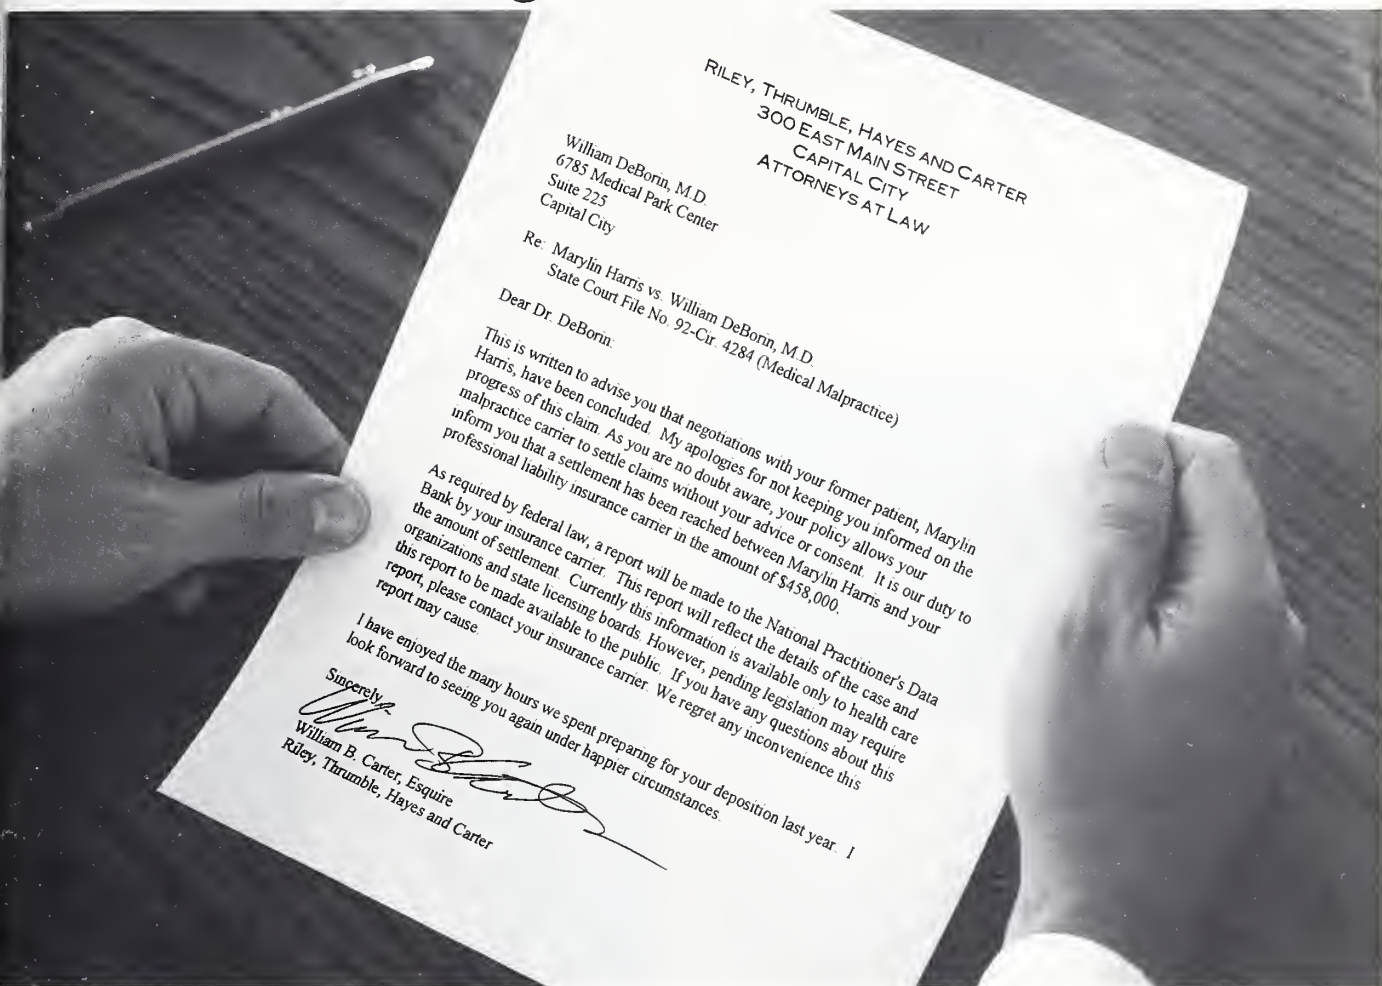 RILEY, THRUMBLE, HAYES AND CARTER
300 EAST MAIN STREET
CAPITAL CITY
ATTORNEYS AT LAW
William DeBorin, M.D.
6785 Medical Park Center
Suite 225
Capital City
Re: Marylin Harris vs. William DeBorin, M.D.
State Court File No. 92-Cir. 4284 (Medical Malpractice)
Dear Dr. DeBorin:
This is written to advise you that negotiations with your former patient, Marylin
Harris, have been concluded. My apologies for not keeping you informed on the
progress of this claim. As you are no doubt aware, your policy allows your
malpractice carrier to settle claims without your advice or consent. It is our duty to
inform you that a settlement has been reached between Marylin Harris and your
professional liability insurance carrier in the amount of $458,000.
As required by federal law, a report will be made to the National Practitioner's Data
Bank by your insurance carrier. This report will reflect the details of the case and
the amount of settlement. Currently this information is available only to health care
organizations and state licensing boards. However, pending legislation may require
this report to be made available to the public. If you have any questions about this
report, please contact your insurance carrier. We regret any inconvenience this
report may cause.
I have enjoyed the many hours we spent preparing for your deposition last year. I
look forward to seeing you again under happier circumstances.
Sincerely,
William B. Carter, Esquire
Riley, Thrumble, Hayes and Carter